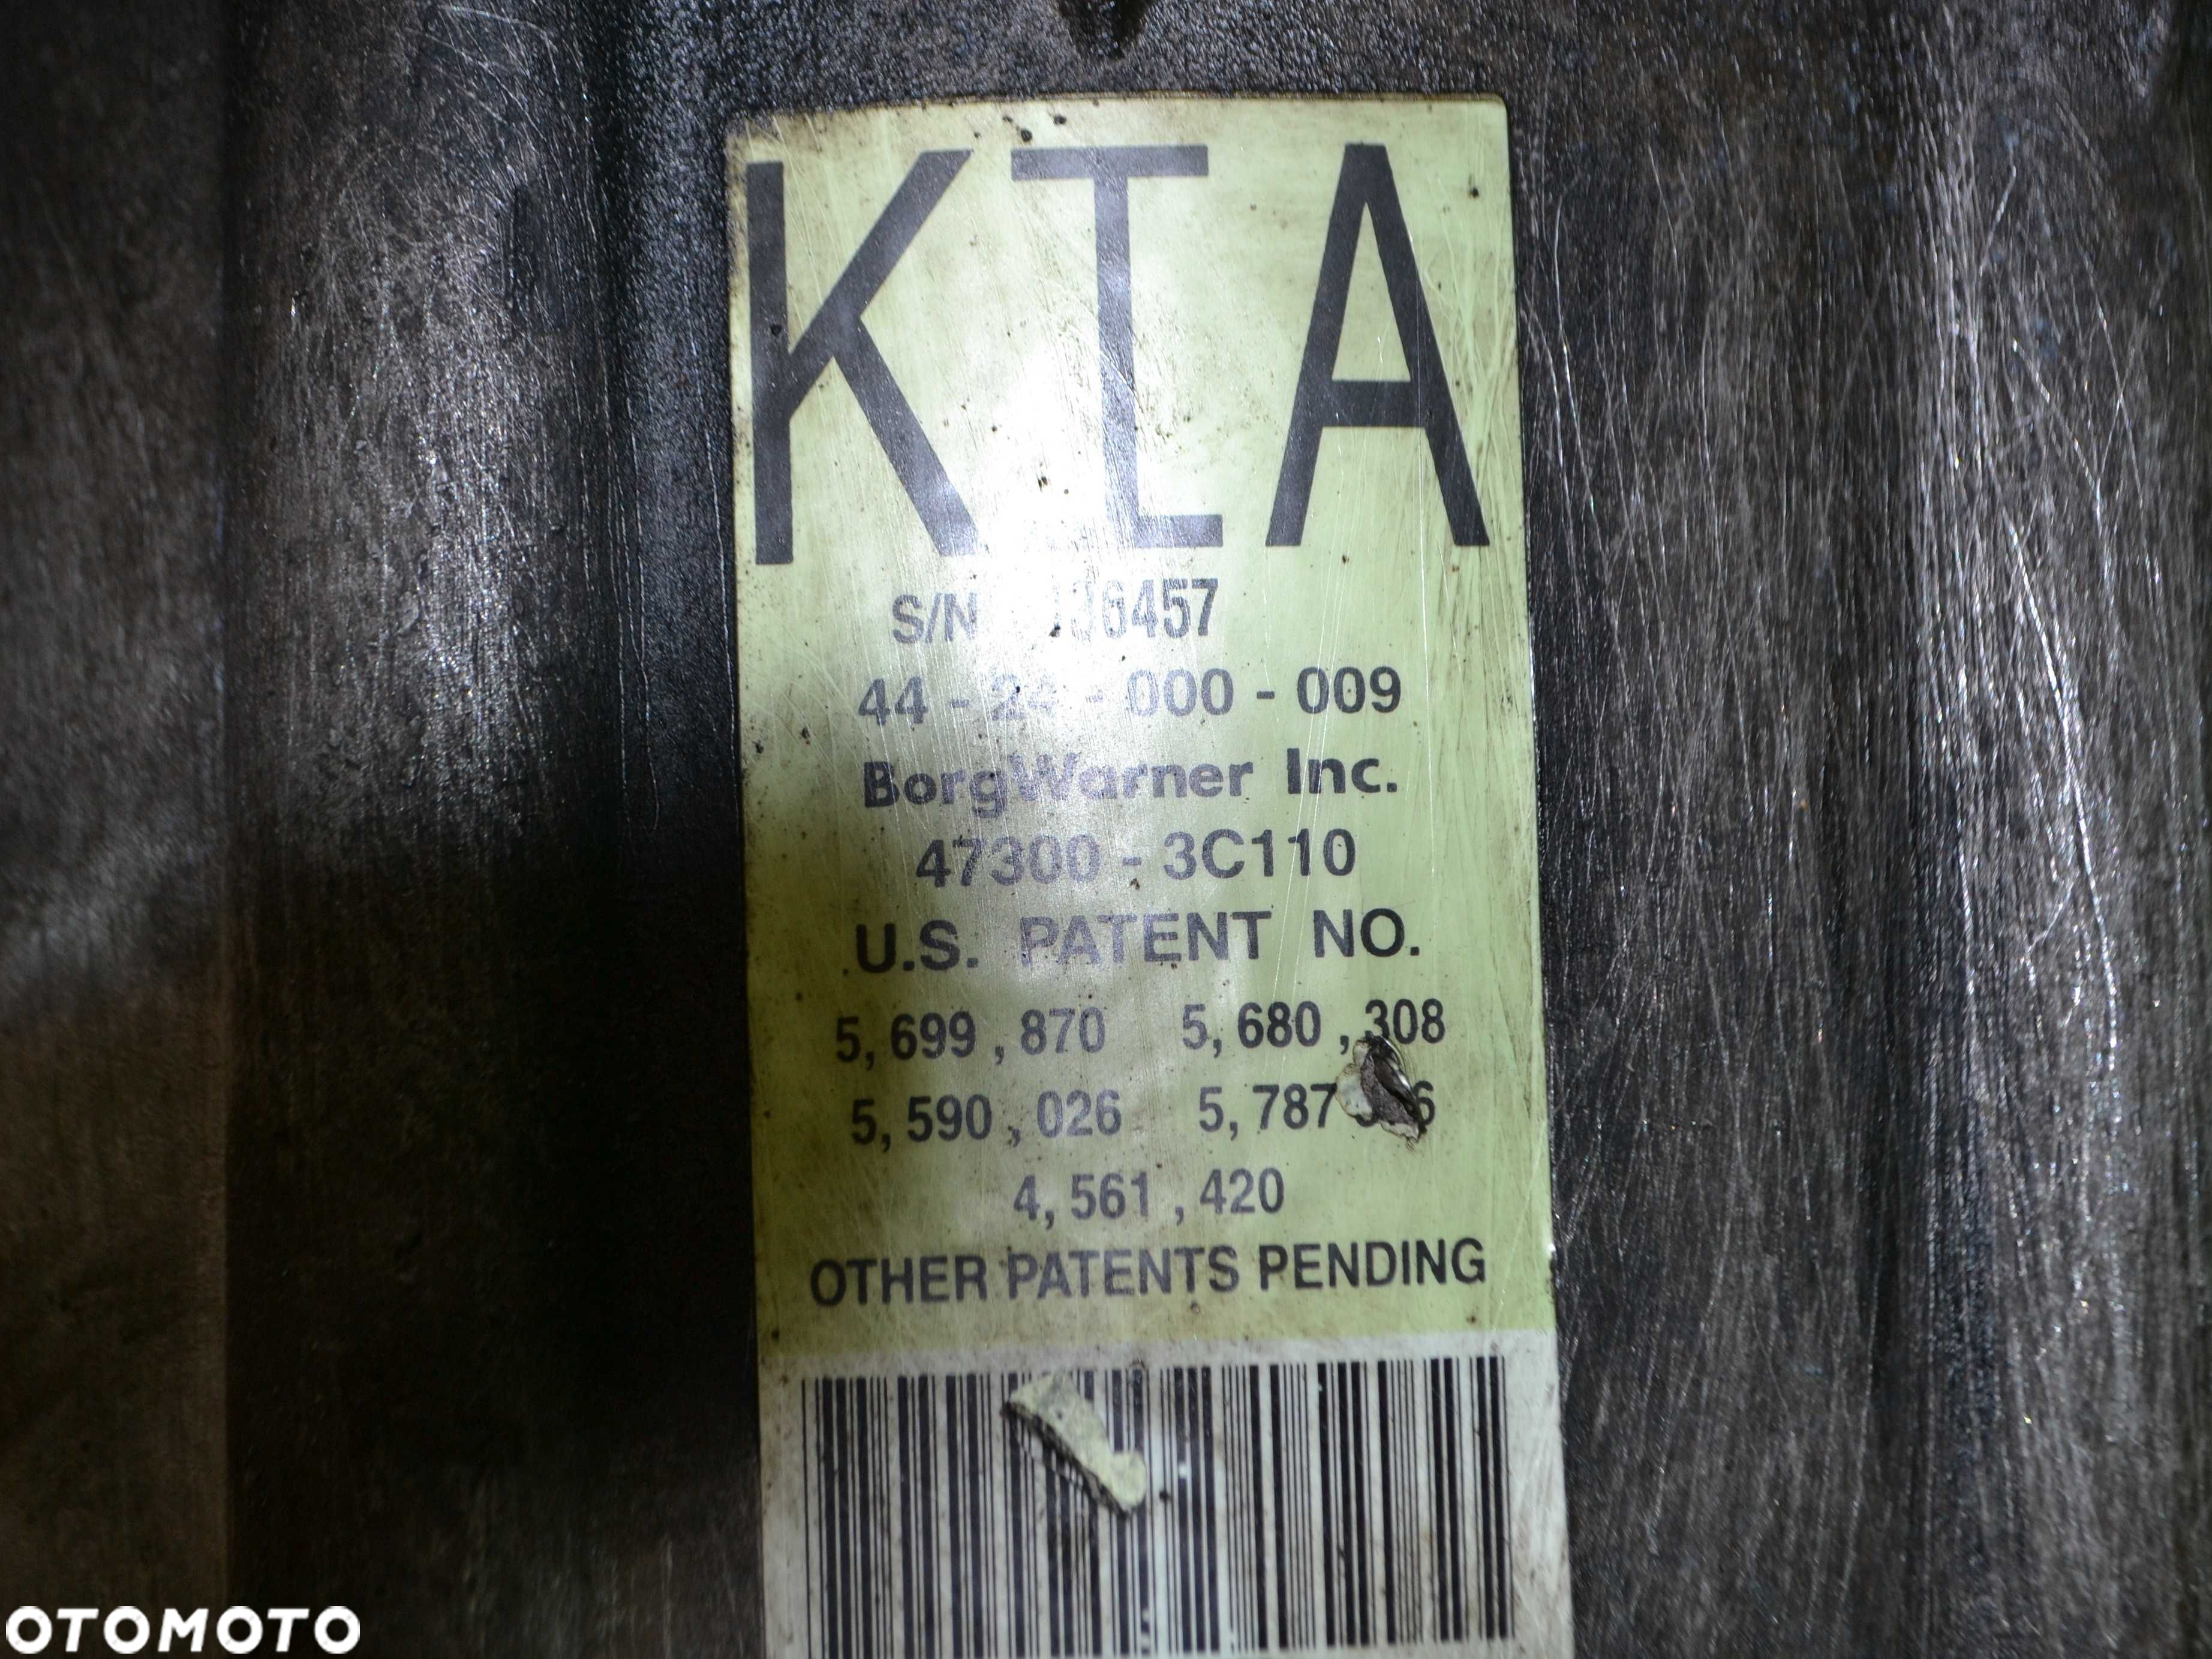 KIA
S/N
44 - 24 - 000 - 009
BorgWarner Inc.
47300 - 3C110
U.S. PATENT NO.
5,699,870 5,680,308
5,590,026
4,561,420
OTHER PATENTS PENDING
OTOMOTO